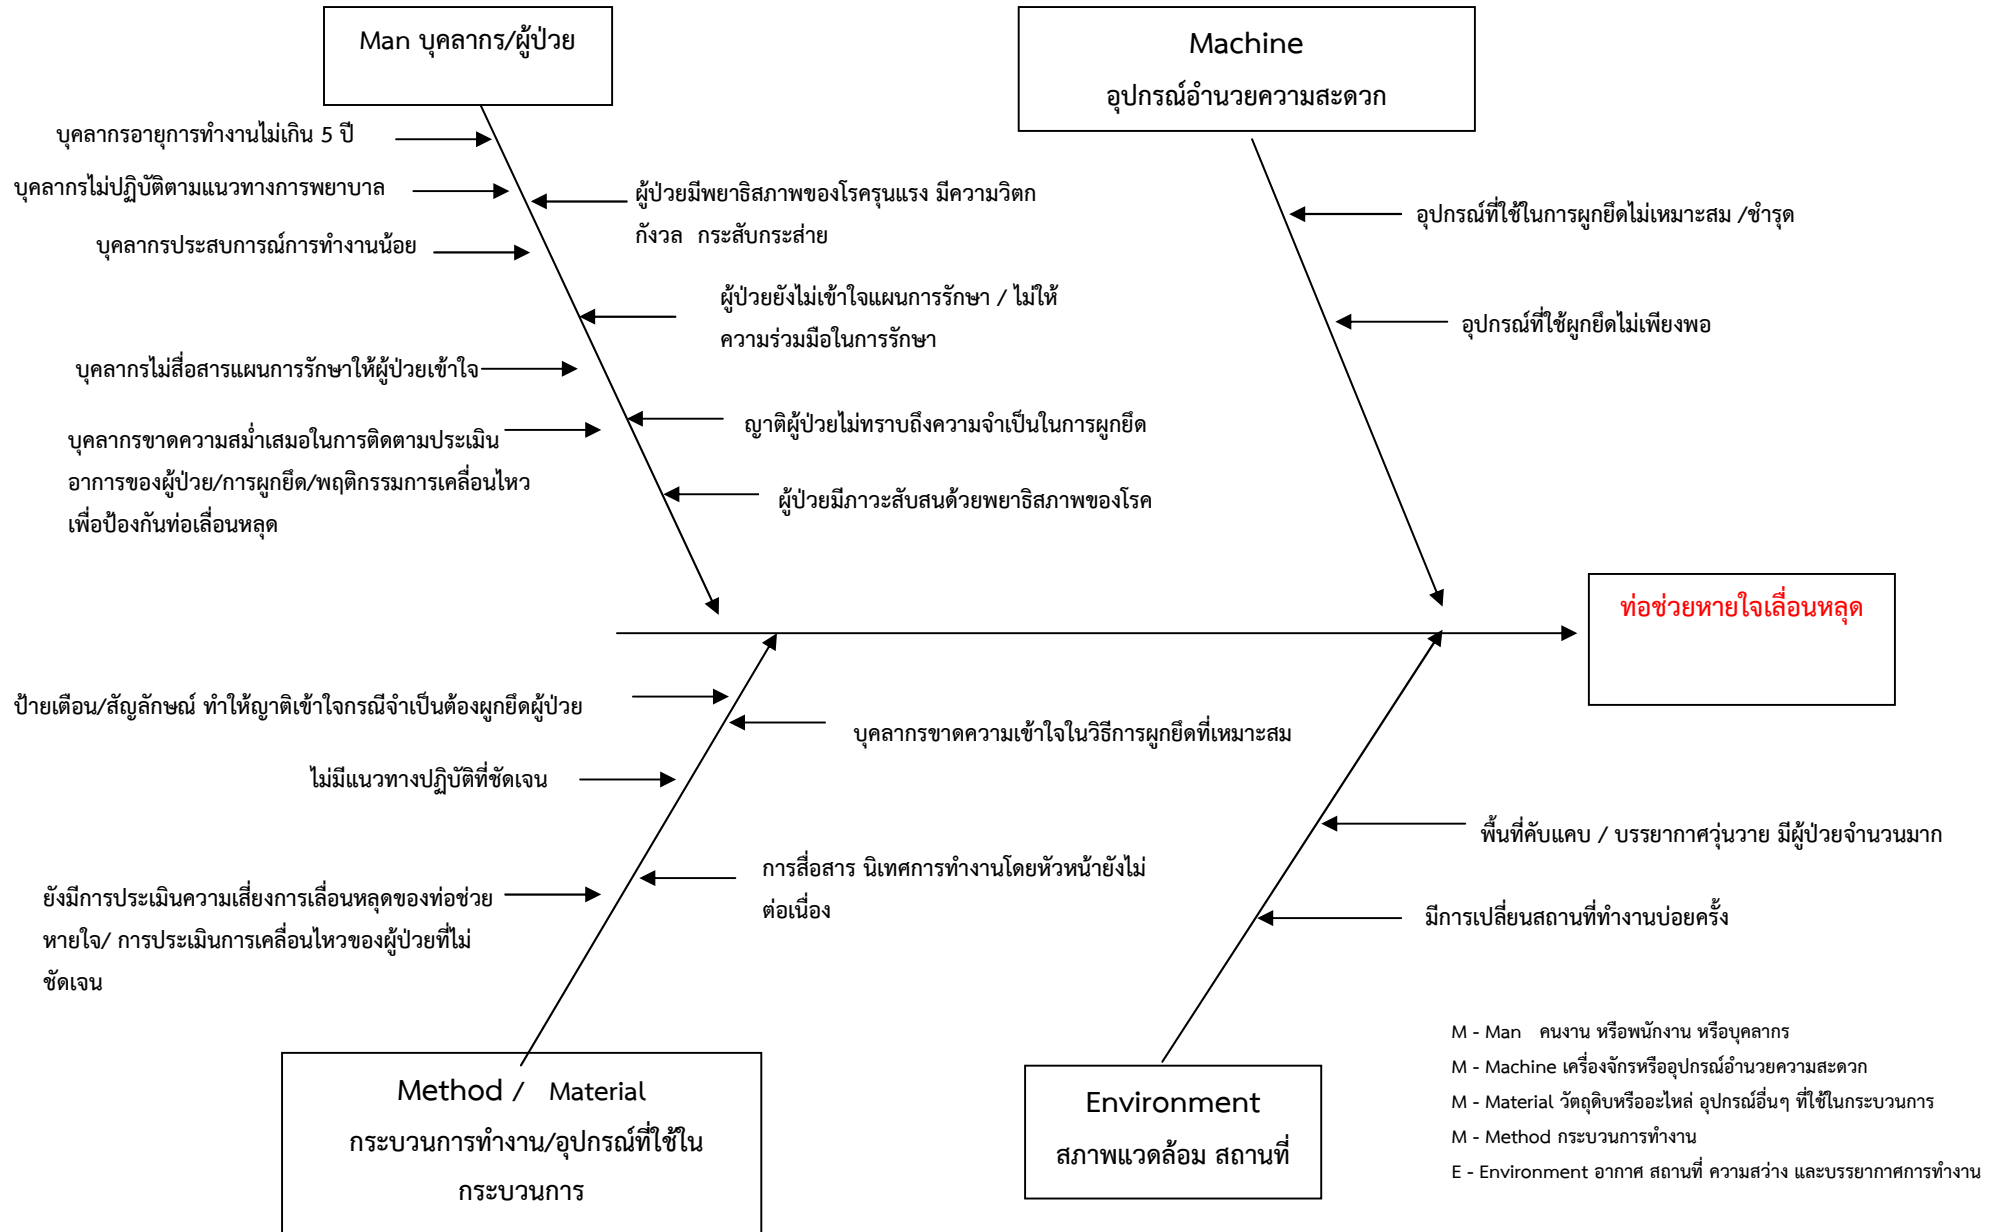 Man บุคลากร/ผู้ป่วย
Machine
อุปกรณ์อำนวยความสะดวก
บุคลากรอายุการทำงานไม่เกิน 5 ปี
บุคลากรไม่ปฏิบัติตามแนวทางการพยาบาล
บุคลากรประสบการณ์การทำงานน้อย
บุคลากรไม่สื่อสารแผนการรักษาให้ผู้ป่วยเข้าใจ
บุคลากรขาดความสม่ำเสมอในการติดตามประเมิน
อาการของผู้ป่วย/การผูกยึด/พฤติกรรมการเคลื่อนไหว
เพื่อป้องกันท่อเลื่อนหลุด
ผู้ป่วยมีพยาธิสภาพของโรครุนแรง มีความวิตก
กังวล กระสับกระส่าย
ผู้ป่วยยังไม่เข้าใจแผนการรักษา / ไม่ให้
ความร่วมมือในการรักษา
ญาติผู้ป่วยไม่ทราบถึงความจำเป็นในการผูกยึด
ผู้ป่วยมีภาวะสับสนด้วยพยาธิสภาพของโรค
อุปกรณ์ที่ใช้ในการผูกยึดไม่เหมาะสม /ชำรุด
อุปกรณ์ที่ใช้ผูกยึดไม่เพียงพอ
ท่อช่วยหายใจเลื่อนหลุด
ป้ายเตือน/สัญลักษณ์ ทำให้ญาติเข้าใจกรณีจำเป็นต้องผูกยึดผู้ป่วย
ไม่มีแนวทางปฏิบัติที่ชัดเจน
ยังมีการประเมินความเสี่ยงการเลื่อนหลุดของท่อช่วย
หายใจ/ การประเมินการเคลื่อนไหวของผู้ป่วยที่ไม่
ชัดเจน
บุคลากรขาดความเข้าใจในวิธีการผูกยึดที่เหมาะสม
การสื่อสาร นิเทศการทำงานโดยหัวหน้ายังไม่
ต่อเนื่อง
พื้นที่คับแคบ / บรรยากาศวุ่นวาย มีผู้ป่วยจำนวนมาก
มีการเปลี่ยนสถานที่ทำงานบ่อยครั้ง
Method / Material
กระบวนการทำงาน/อุปกรณ์ที่ใช้ใน
กระบวนการ
Environment
สภาพแวดล้อม สถานที่
M - Man คนงาน หรือพนักงาน หรือบุคลากร
M - Machine เครื่องจักรหรืออุปกรณ์อำนวยความสะดวก
M - Material วัตถุดิบหรืออะไหล่ อุปกรณ์อื่นๆ ที่ใช้ในกระบวนการ
M - Method กระบวนการทำงาน
E - Environment อากาศ สถานที่ ความสว่าง และบรรยากาศการทำงาน